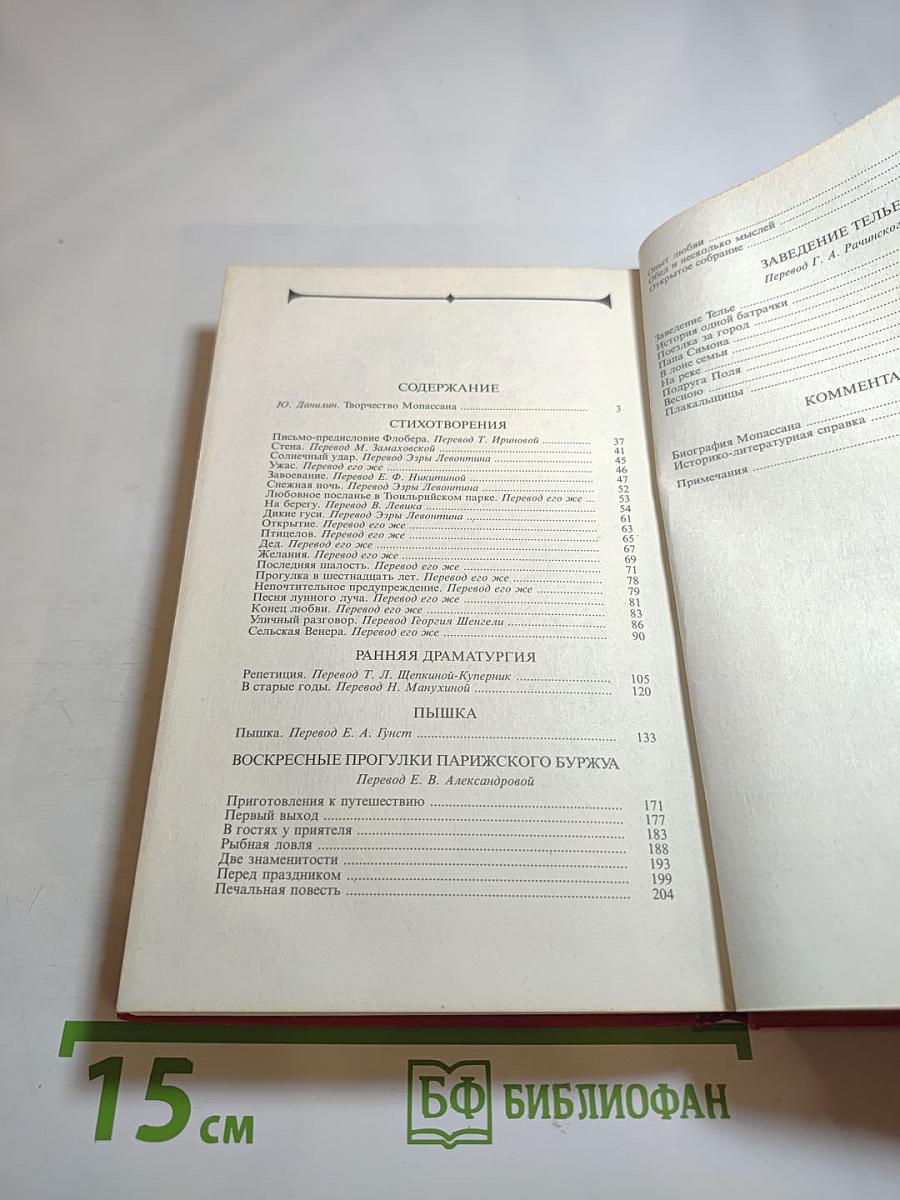 СОДЕРЖАНИЕ
Ю. Данилин. Творчество Мопассана 3
СТИХОТВОРЕНИЯ
Письмо-предисловие Флобера. Перевод Т. Ириновой 37
Стена. Перевод М. Замаховской 41
Солнечный удар. Перевод Эзры Левонтина 45
Ужас. Перевод его же 46
Завоевание. Перевод Е. Ф. Никитиной 47
Снежная ночь. Перевод Эзры Левонтина 52
Любовное посланье в Тюильрийском парке. Перевод его же 53
На берегу. Перевод В. Левика 54
Дикие гуси. Перевод Эзры Левонтина 61
Открытие. Перевод его же 63
Птицелов. Перевод его же 65
Дед. Перевод его же 67
Желания. Перевод его же 69
Последняя шалость. Перевод его же 71
Прогулка в шестнадцать лет. Перевод его же 78
Непочтительное предупреждение. Перевод его же 79
Песня лунного луча. Перевод его же 81
Конец любви. Перевод его же 83
Уличный разговор. Перевод Георгия Шенгели 86
Сельская Венера. Перевод его же 90
РАННЯЯ ДРАМАТУРГИЯ
Репетиция. Перевод Т. Л. Щепкиной-Куперник 105
В старые годы. Перевод Н. Манухиной 120
ПЫШКА
Пышка. Перевод Е. А. Гунст 133
ВОСКРЕСНЫЕ ПРОГУЛКИ ПАРИЖСКОГО БУРЖУА
Перевод Е. В. Александровой
Приготовления к путешествию 171
Первый выход 177
В гостях у приятеля 183
Рыбная ловля 188
Две знаменитости 193
Перед праздником 199
Печальная повесть 204
Опыт любви
Обед и несколько мыслей
Открытое собрание
ЗАВЕДЕНИЕ ТЕЛЬЕ
Перевод Г. А. Рачинског
Заведение Телье
История одной батрачки
Поездка за город
Папа Симона
В лоне семьи
На реке
Подруга Поля
Весною
Плакальщицы
КОММЕНТА
Биография Мопассана
Историко-литературная справка
Примечания
15 см
БФ БИБЛИОФАН